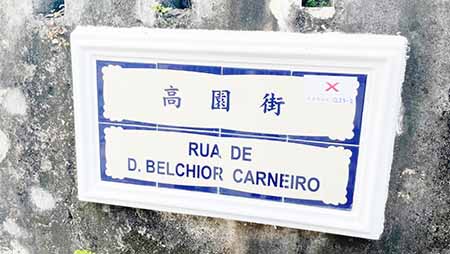 高園街
RUA DE
D. BELCHIOR CARNEIRO